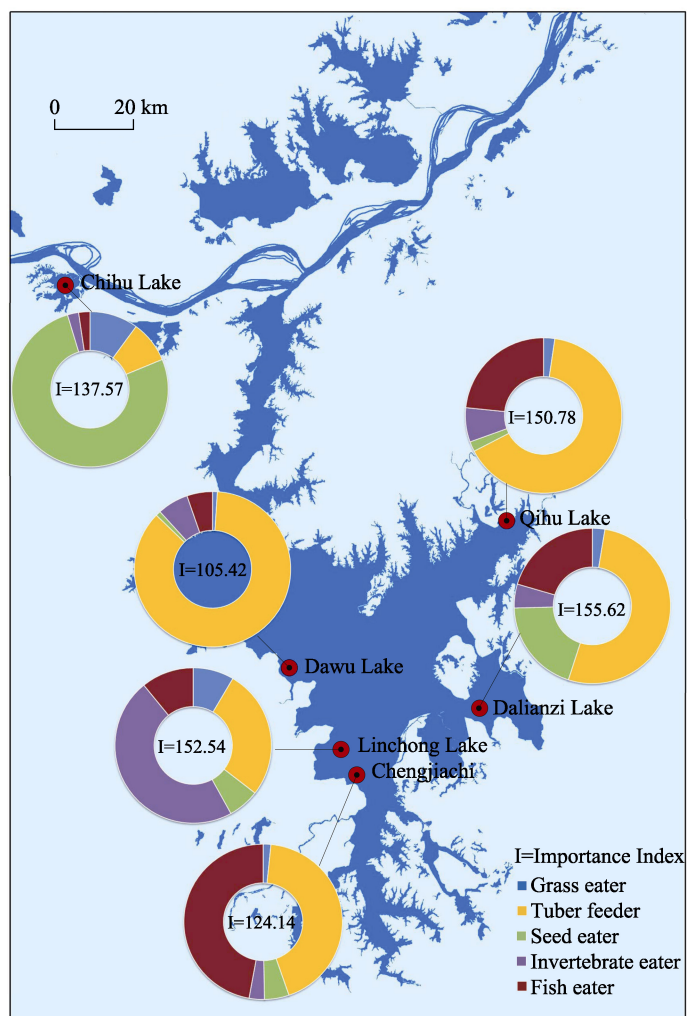 0 20 km
Chihu Lake
I=137.57
I=150.78
Qihu Lake
I=105.42
I=155.62
Dawu Lake
Dalianzi Lake
I=152.54
Linchong Lake
Chengjiachi
I=Importance Index
Grass eater
Tuber feeder
Seed eater
Invertebrate eater
Fish eater
I=124.14